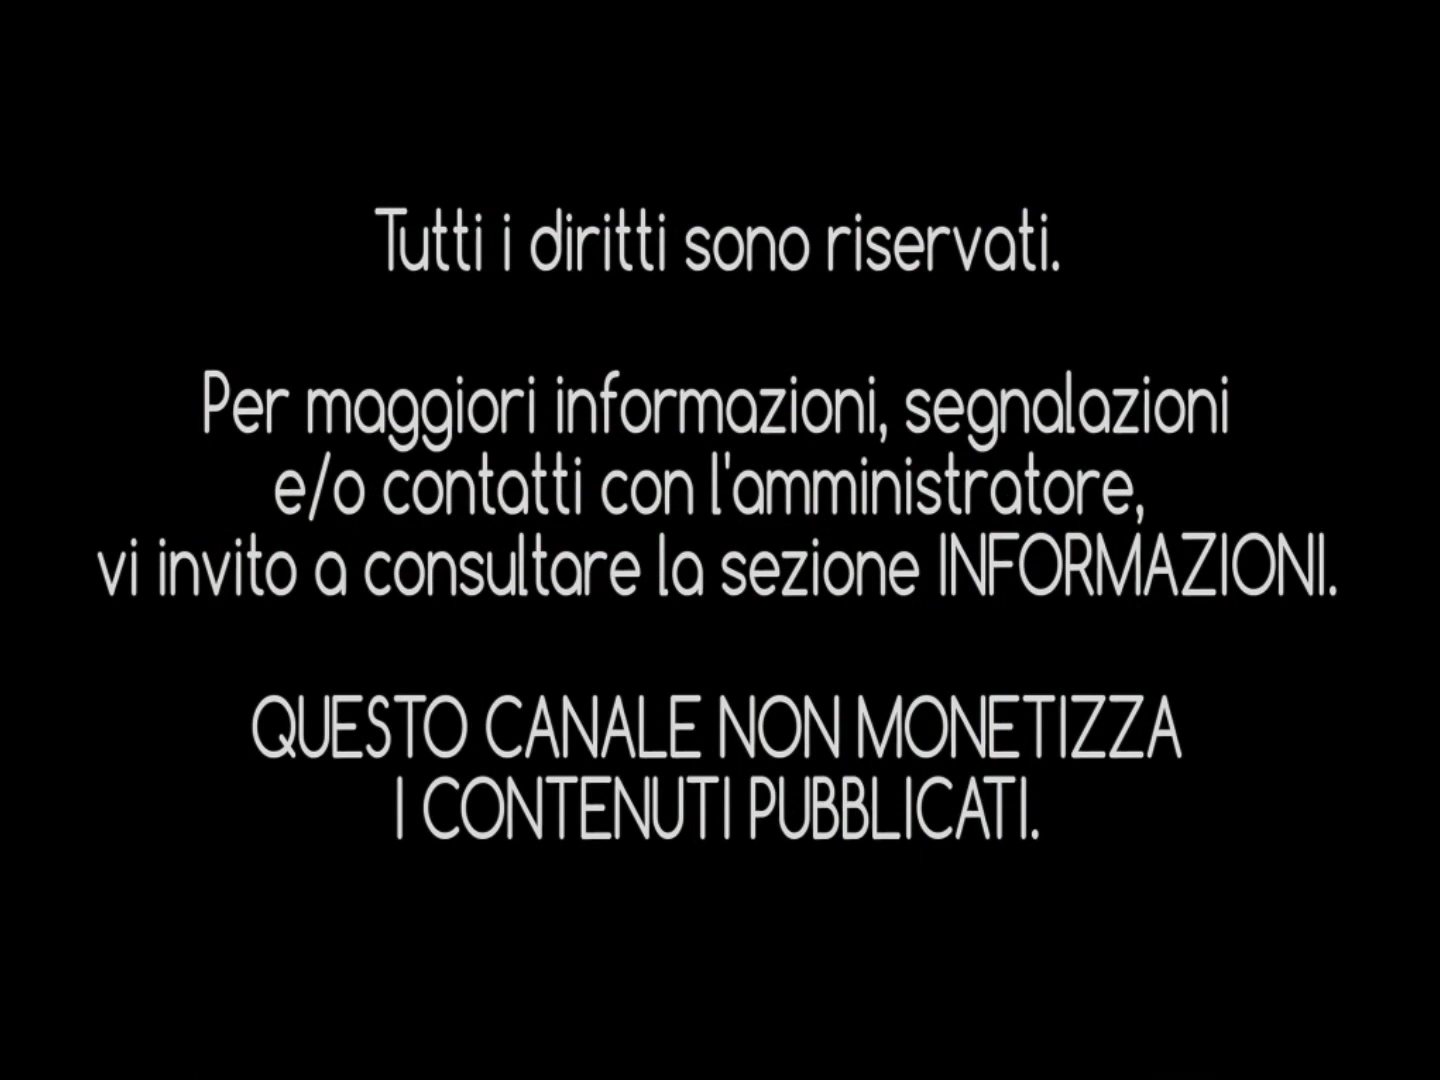 Tutti i diritti sono riservati.
Per maggiori informazioni, segnalazioni
e/o contatti con l'amministratore,
vi invito a consultare la sezione INFORMAZIONI.
QUESTO CANALE NON MONETIZZA
I CONTENUTI PUBBLICATI.